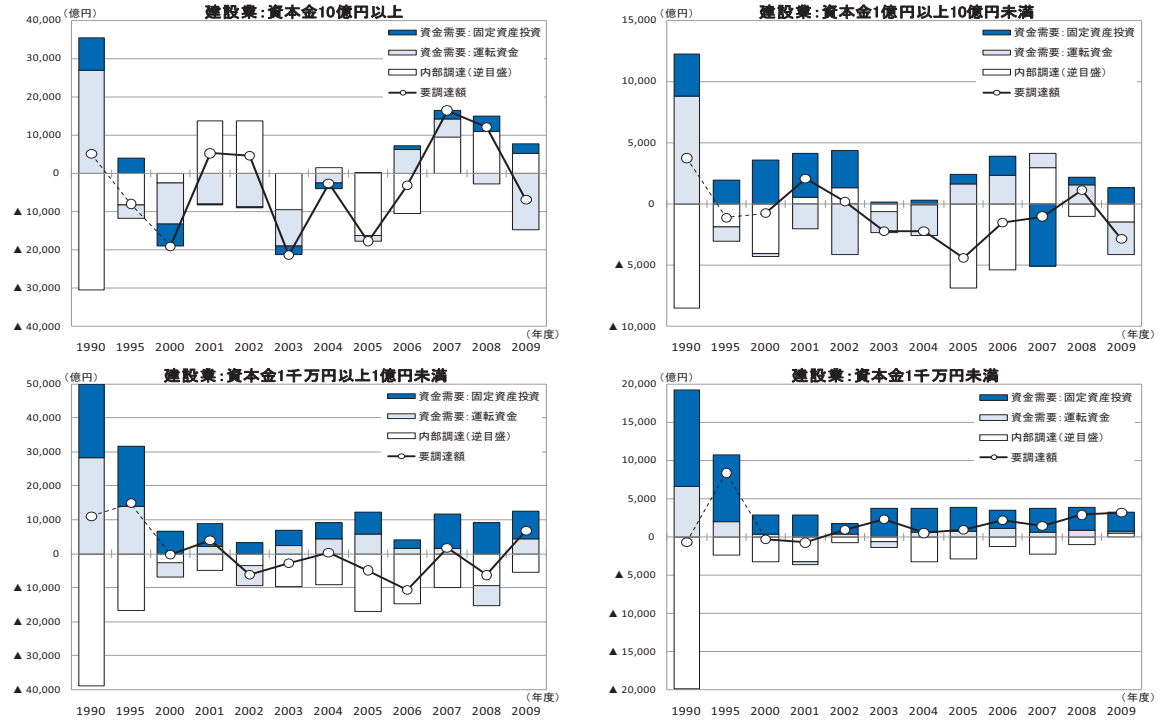 建設業:資本金10億円以上
(億円)
40,000
30,000
20,000
10,000
0
▲ 10,000
▲ 20,000
▲ 30,000
▲ 40,000
資金需要:固定資産投資
資金需要:運転資金
内部調達(逆目盛)
要調達額
(年度)
1990 1995 2000 2001 2002 2003 2004 2005 2006 2007 2008 2009
建設業:資本金1億円以上10億円未満
(億円)
15,000
10,000
5,000
0
▲ 5,000
▲ 10,000
資金需要:固定資産投資
資金需要:運転資金
内部調達(逆目盛)
要調達額
(年度)
1990 1995 2000 2001 2002 2003 2004 2005 2006 2007 2008 2009
建設業:資本金1千万円以上1億円未満
(億円)
50,000
40,000
30,000
20,000
10,000
0
▲ 10,000
▲ 20,000
▲ 30,000
▲ 40,000
資金需要:固定資産投資
資金需要:運転資金
内部調達(逆目盛)
要調達額
(年度)
1990 1995 2000 2001 2002 2003 2004 2005 2006 2007 2008 2009
建設業:資本金1千万円未満
(億円)
20,000
15,000
10,000
5,000
0
▲ 5,000
▲ 10,000
▲ 15,000
▲ 20,000
資金需要:固定資産投資
資金需要:運転資金
内部調達(逆目盛)
要調達額
(年度)
1990 1995 2000 2001 2002 2003 2004 2005 2006 2007 2008 2009